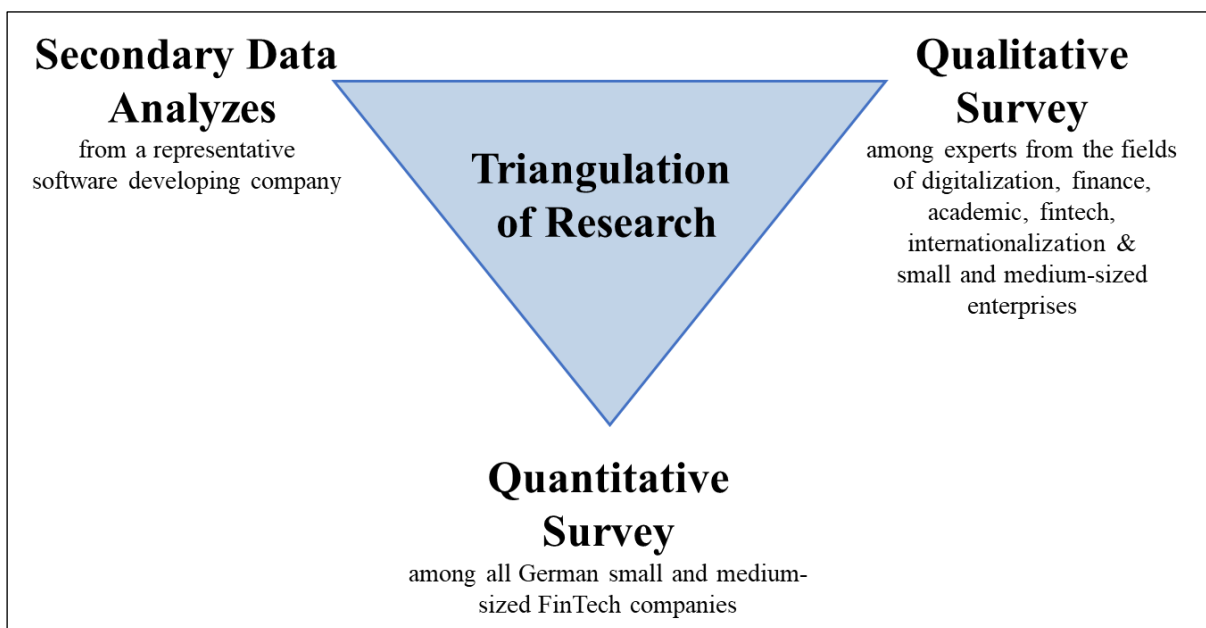 Secondary Data
Analyzes
from a representative
software developing company
Triangulation
of Research
Qualitative
Survey
among experts from the fields
of digitalization, finance,
academic, fintech,
internationalization &
small and medium-sized
enterprises
Quantitative
Survey
among all German small and medium-
sized FinTech companies